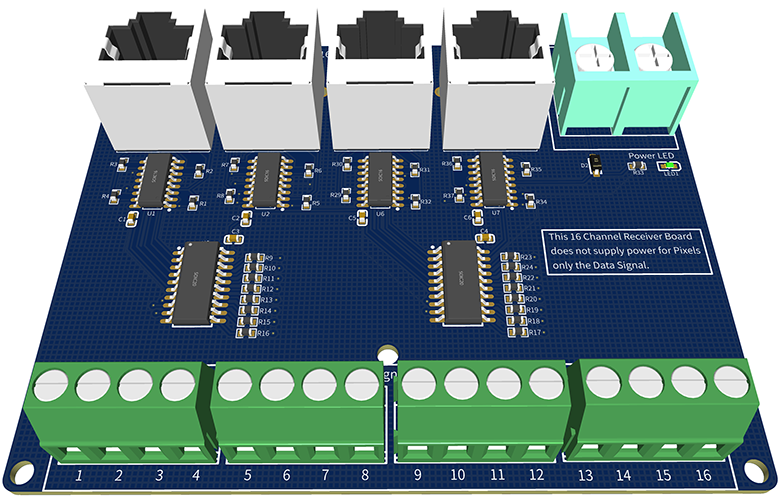 16
R3
R2
R7
R6
R30
R31
R36
R35
D2
Power LED
R33
LED1
R4
R1
R8
R5
R29
R32
R37
R34
C1
U1
C2
U2
C5
U6
C6
U7
C3
C4
This 16 Channel Receiver Board
does not supply power for Pixels
only the Data Signal.
R9
R10
R11
R12
R13
R14
R15
R16
R23
R24
R22
R21
R20
R19
R18
R17
1 2 3 4 5 6 7 8 9 10 11 12 13 14 15 16